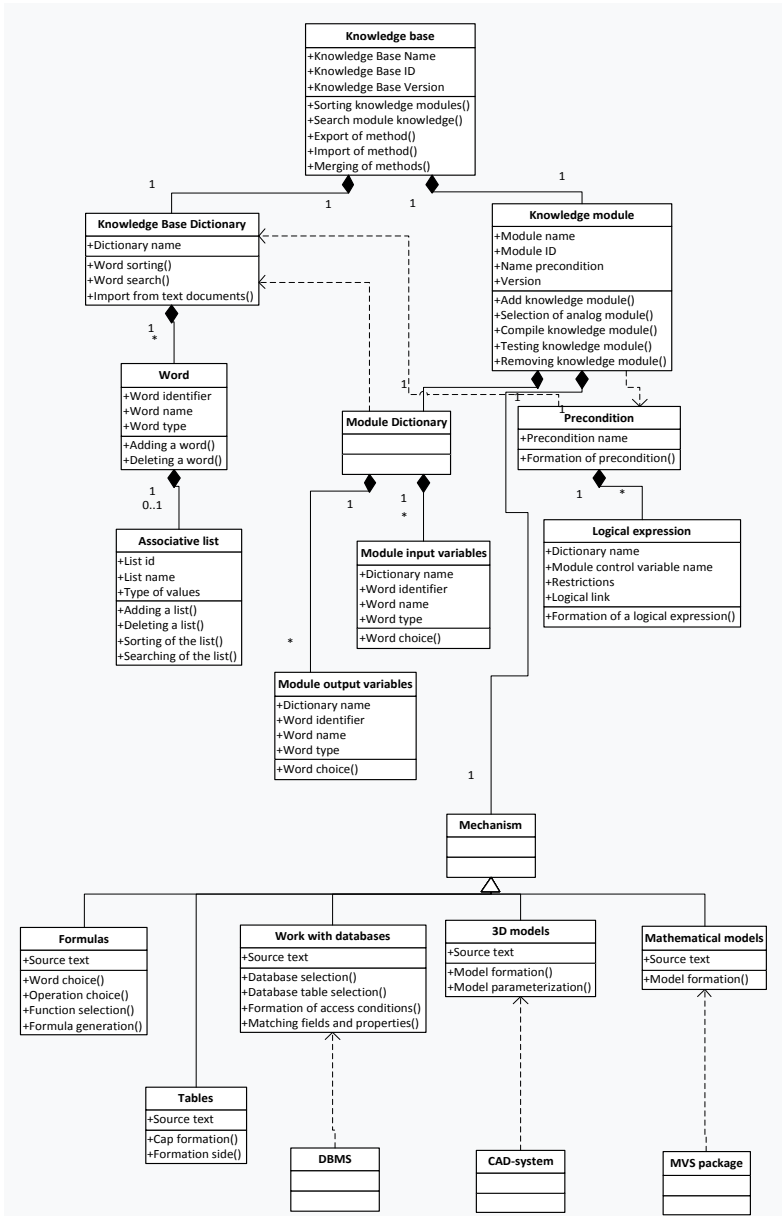 Knowledge base
+Knowledge Base Name
+Knowledge Base ID
+Knowledge Base Version
+Sorting knowledge modules()
+Search module knowledge()
+Export of method()
+Import of method()
+Merging of methods()
1
1
1
1
Knowledge Base Dictionary
+Dictionary name
+Word sorting()
+Word search()
+Import from text documents()
Knowledge module
+Module name
+Module ID
+Name precondition
+Version
+Add knowledge module()
+Selection of analog module()
+Compile knowledge module()
+Testing knowledge module()
+Removing knowledge module()
1
*
Word
+Word identifier
+Word name
+Word type
+Adding a word()
+Deleting a word()
1
1
1
Module Dictionary
Precondition
+Precondition name
+Formation of precondition()
1
0..1
1
1
*
1
*
Associative list
+List id
+List name
+Type of values
+Adding a list()
+Deleting a list()
+Sorting of the list()
+Searching of the list()
Module input variables
+Dictionary name
+Word identifier
+Word name
+Word type
+Word choice()
Logical expression
+Dictionary name
+Module control variable name
+Restrictions
+Logical link
+Formation of a logical expression()
*
Module output variables
+Dictionary name
+Word identifier
+Word name
+Word type
+Word choice()
1
Mechanism
Formulas
+Source text
+Word choice()
+Operation choice()
+Function selection()
+Formula generation()
Work with databases
+Source text
+Database selection()
+Database table selection()
+Formation of access conditions()
+Matching fields and properties()
3D models
+Source text
+Model formation()
+Model parameterization()
Mathematical models
+Source text
+Model formation()
Tables
+Source text
+Cap formation()
+Formation side()
DBMS
CAD-system
MVS package